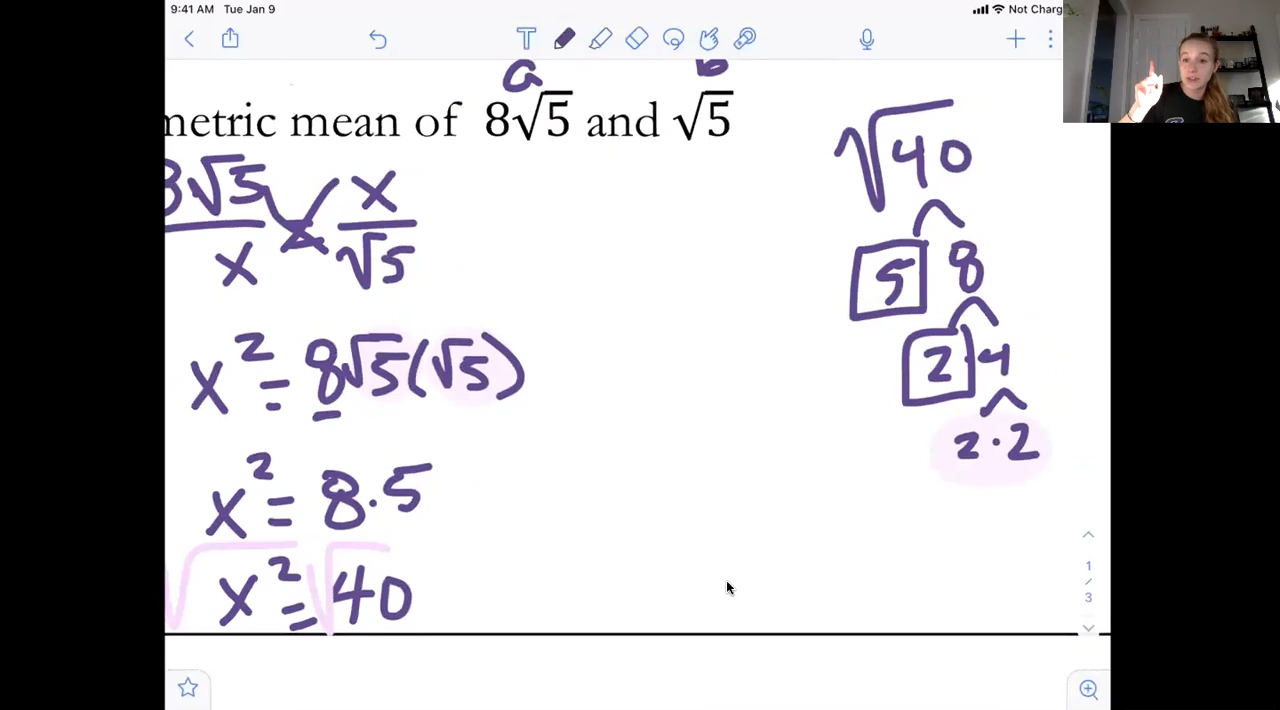 9:41 AM Tue Jan 9
Not Charg
T
a b
metric mean of 8√5 and √5
8√5 / x x / √5
x² = 8√5(√5)
x² = 8·5
√x² = √40
√40
5 8
2 4
2·2
1
/
3